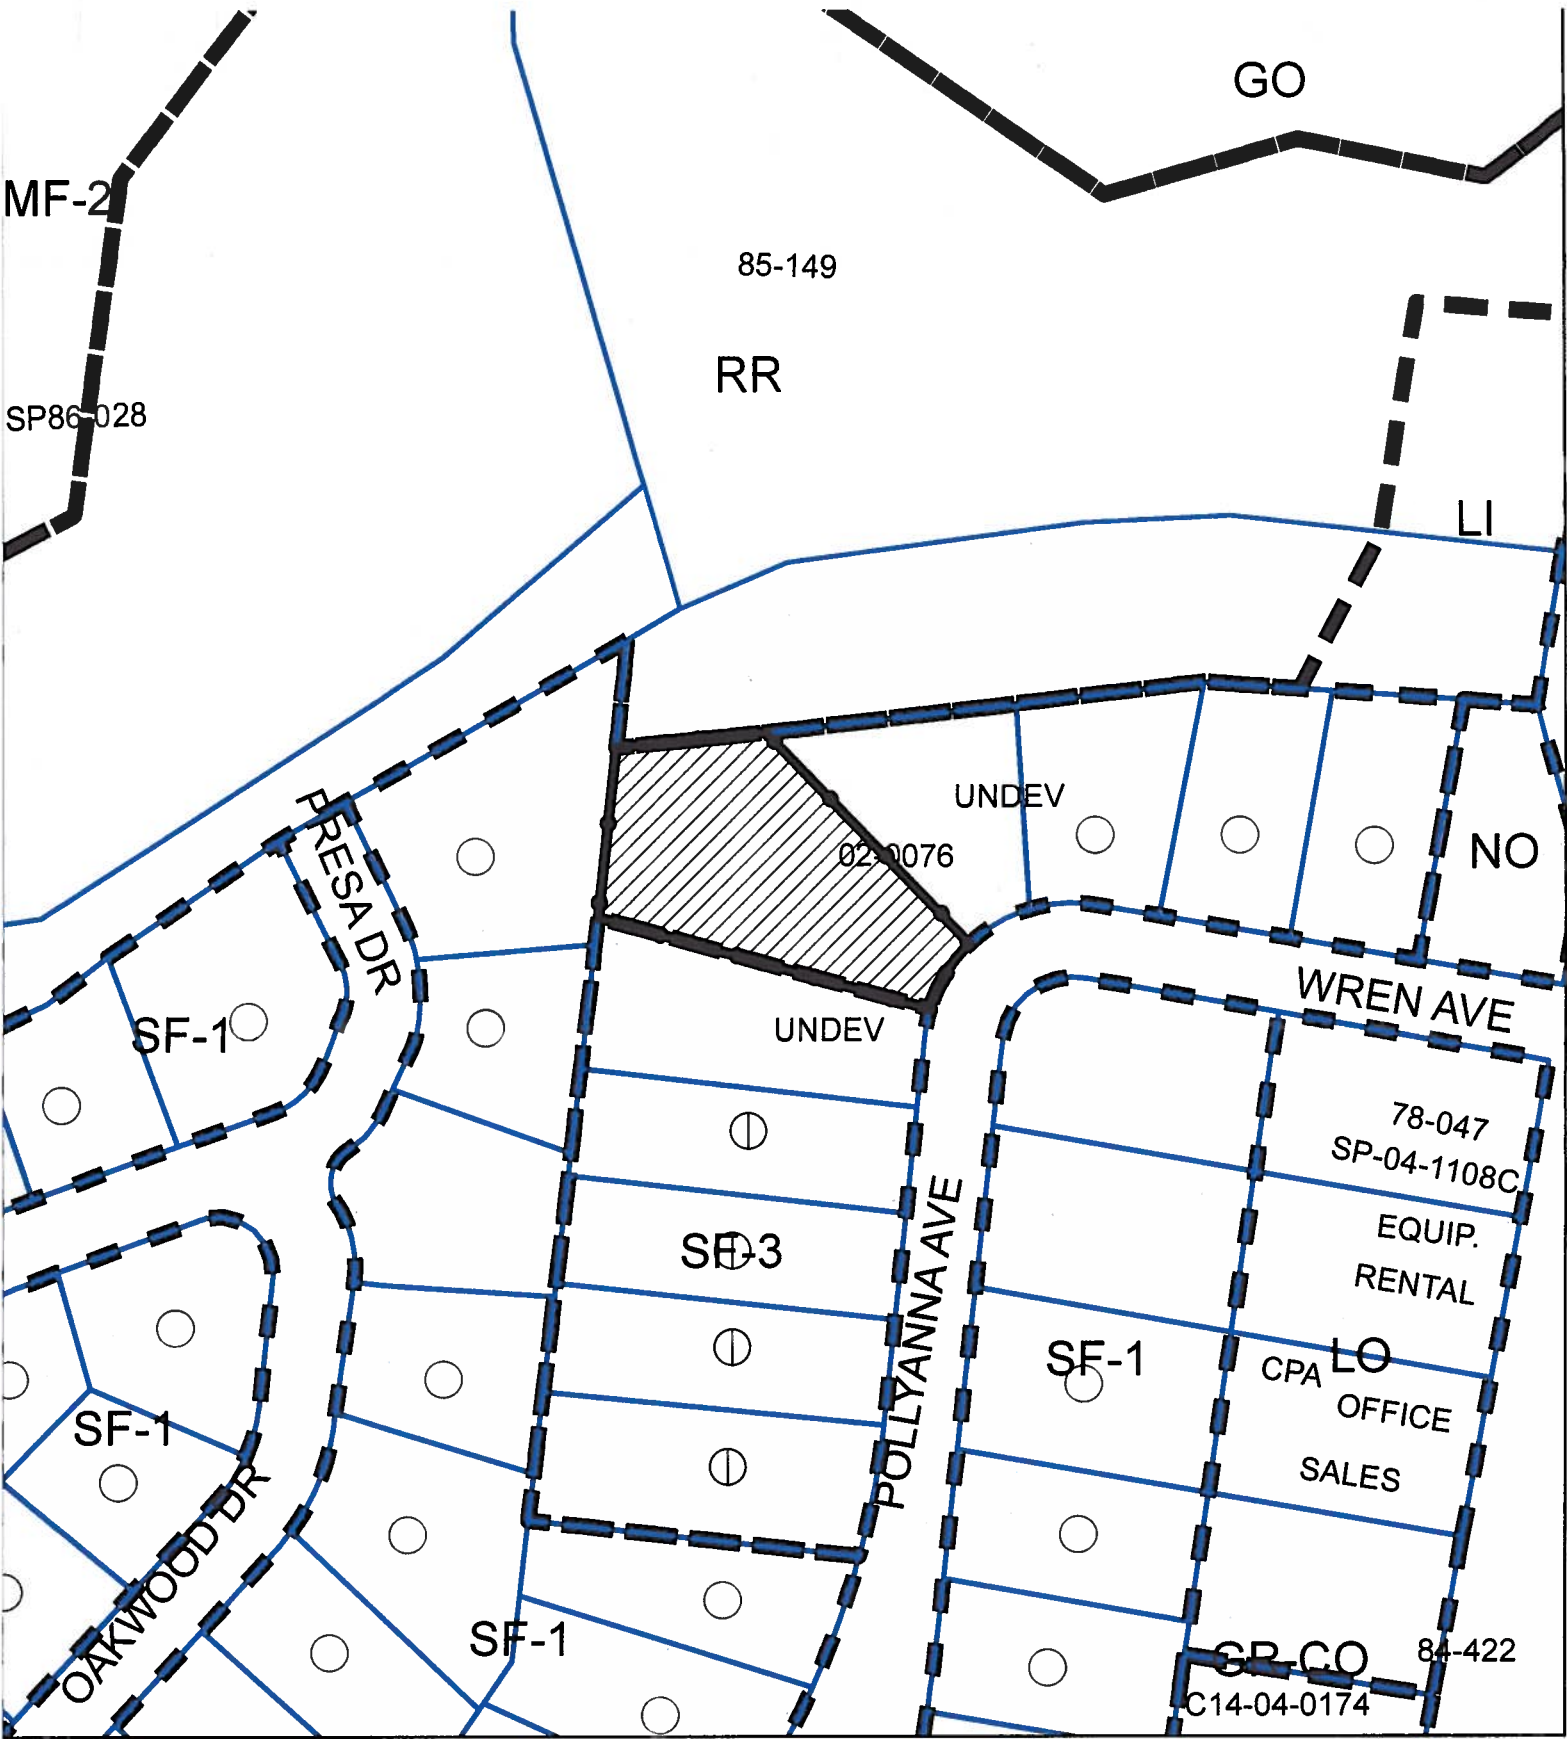 GO
MF-2
85-149
RR
SP86-028
LI
UNDEV
PRESA DR
02-0076
NO
WREN AVE
SF-1
UNDEV
78-047
SP-04-1108C
EQUIP.
RENTAL
SF-3
POLLYANNA AVE
SF-1
LO
CPA
OFFICE
SF-1
SALES
OAKWOOD DR
SF-1
GR-CO
84-422
C14-04-0174